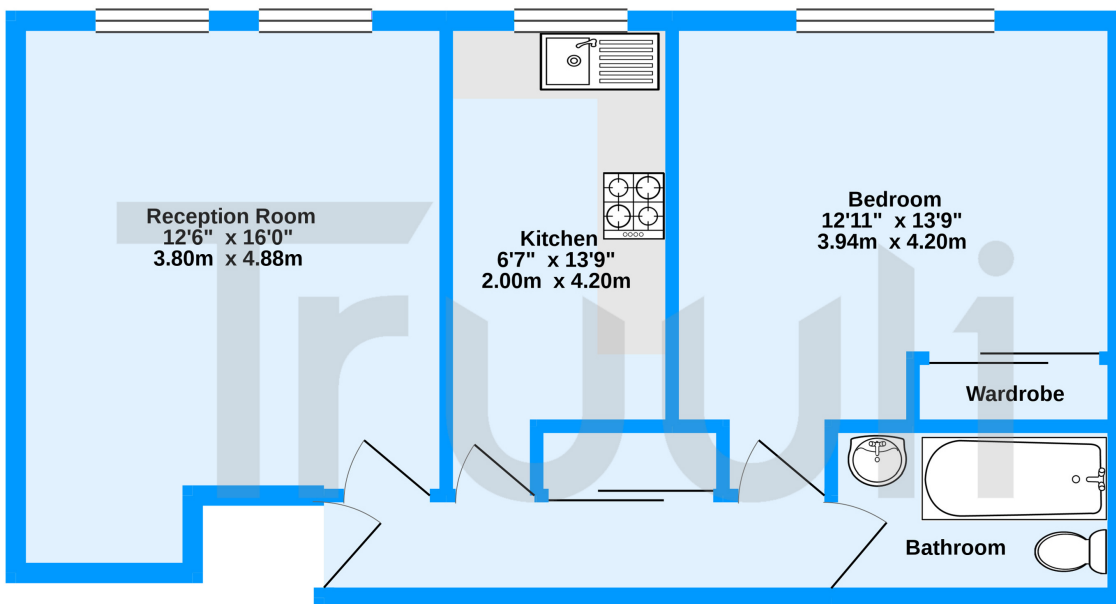 Reception Room
12'6" x 16'0"
3.80m x 4.88m
Kitchen
6'7" x 13'9"
2.00m x 4.20m
Bedroom
12'11" x 13'9"
3.94m x 4.20m
Wardrobe
Bathroom
Truuli